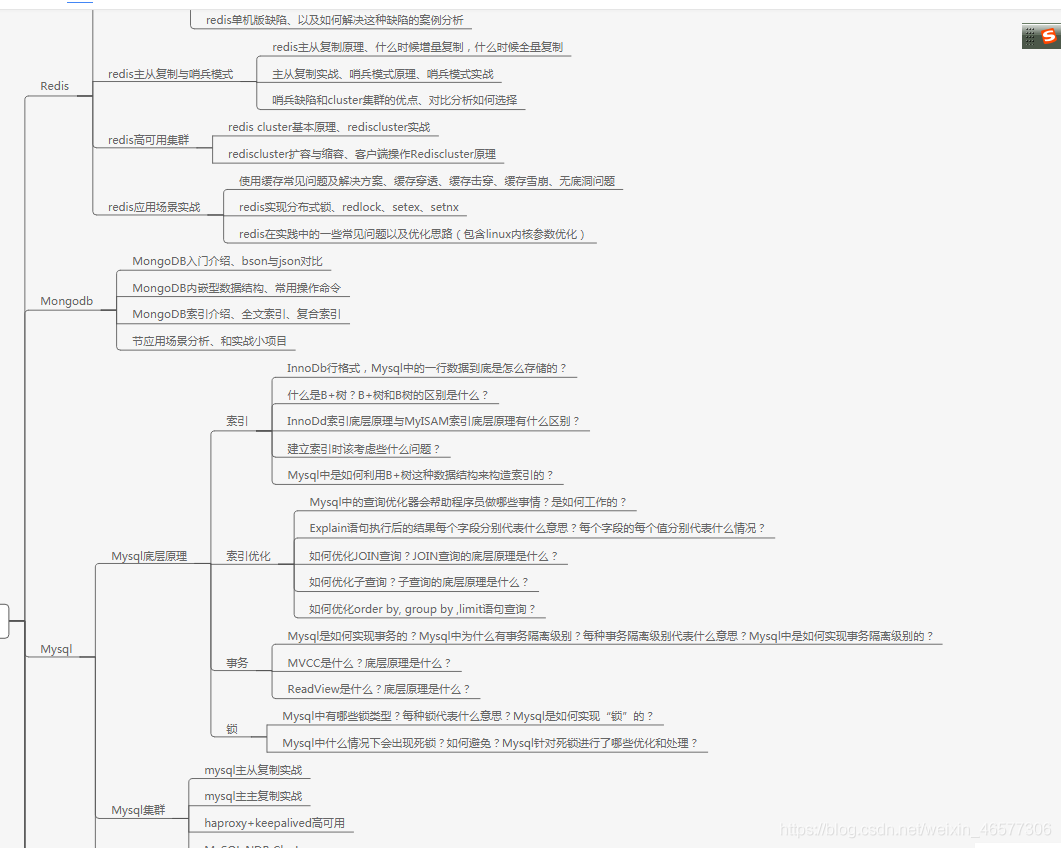 redis单机版缺陷、以及如何解决这种缺陷的案例分析
Redis
redis主从复制与哨兵模式
redis主从复制原理、什么时候增量复制，什么时候全量复制
主从复制实战、哨兵模式原理、哨兵模式实战
哨兵缺陷和cluster集群的优点、对比分析如何选择
redis高可用集群
redis cluster基本原理、rediscluster实战
rediscluster扩容与缩容、客户端操作Rediscluster原理
redis应用场景实战
使用缓存常见问题及解决方案、缓存穿透、缓存击穿、缓存雪崩、无底洞问题
redis实现分布式锁、redlock、setex、setnx
redis在实践中的一些常见问题以及优化思路（包含linux内核参数优化）
Mongodb
MongoDB入门介绍、bson与json对比
MongoDB内嵌型数据结构、常用操作命令
MongoDB索引介绍、全文索引、复合索引
节应用场景分析、和实战小项目
Mysql
Mysql底层原理
索引
InnoDb行格式，Mysql中的一行数据到底是怎么存储的？
什么是B+树？B+树和B树的区别是什么？
InnoDd索引底层原理与MyISAM索引底层原理有什么区别？
建立索引时该考虑些什么问题？
Mysql中是如何利用B+树这种数据结构来构造索引的？
索引优化
Mysql中的查询优化器会帮助程序员做哪些事情？是如何工作的？
Explain语句执行后的结果每个字段分别代表什么意思？每个字段的每个值分别代表什么情况？
如何优化JOIN查询？JOIN查询的底层原理是什么？
如何优化子查询？子查询的底层原理是什么？
如何优化order by, group by ,limit语句查询？
事务
Mysql是如何实现事务的？Mysql中为什么有事务隔离级别？每种事务隔离级别代表什么意思？Mysql中是如何实现事务隔离级别的？
MVCC是什么？底层原理是什么？
ReadView是什么？底层原理是什么？
锁
Mysql中有哪些锁类型？每种锁代表什么意思？Mysql是如何实现“锁”的？
Mysql中什么情况下会出现死锁？如何避免？Mysql针对死锁进行了哪些优化和处理？
Mysql集群
mysql主从复制实战
mysql主主复制实战
haproxy+keepalived高可用
https://blog.csdn.net/weixin_46577306